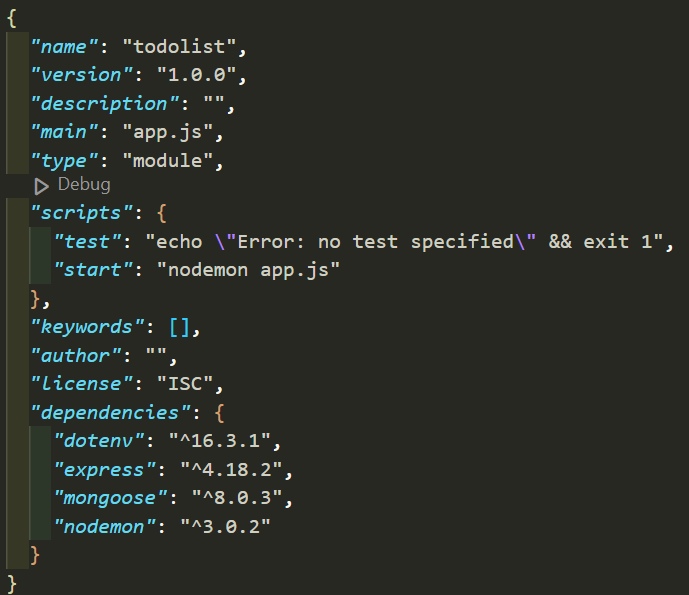 {
  "name": "todolist",
  "version": "1.0.0",
  "description": "",
  "main": "app.js",
  "type": "module",
  Debug
  "scripts": {
    "test": "echo \"Error: no test specified\" && exit 1",
    "start": "nodemon app.js"
  },
  "keywords": [],
  "author": "",
  "license": "ISC",
  "dependencies": {
    "dotenv": "^16.3.1",
    "express": "^4.18.2",
    "mongoose": "^8.0.3",
    "nodemon": "^3.0.2"
  }
}